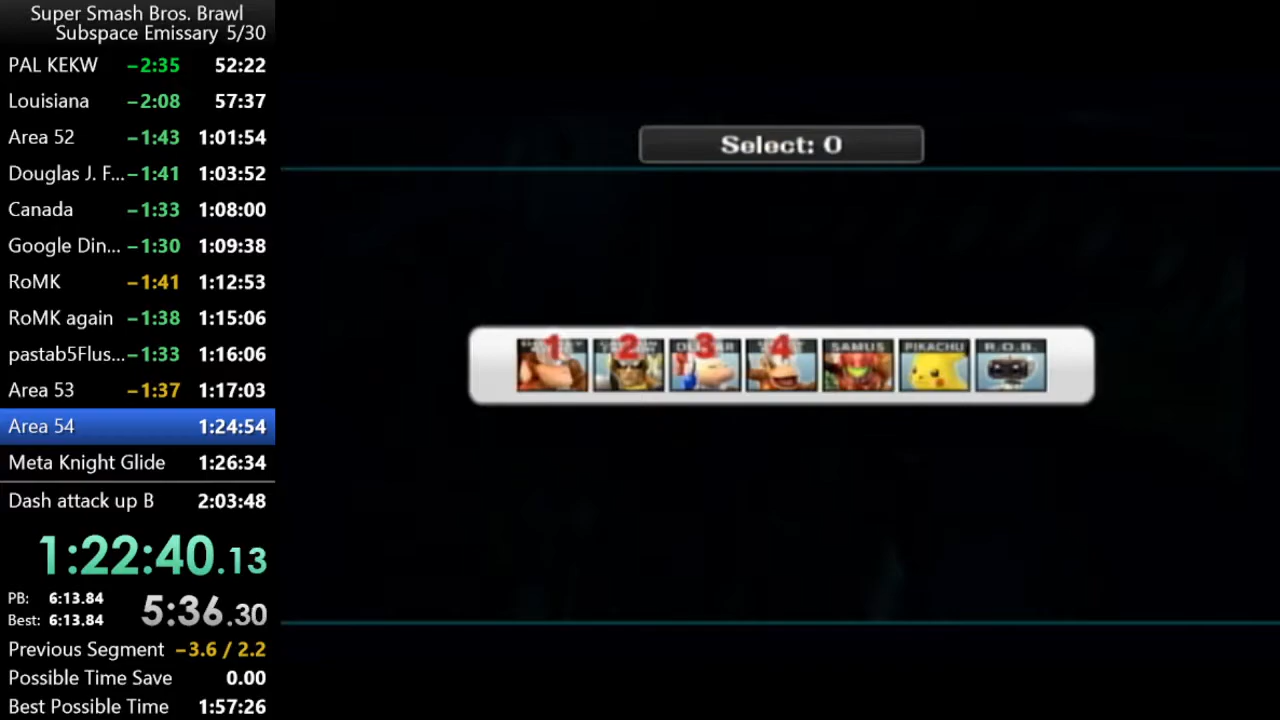 Super Smash Bros. Brawl
Subspace Emissary 5/30
PAL KEKW -2:35 52:22
Louisiana -2:08 57:37
Area 52 -1:43 1:01:54
Douglas J. F... -1:41 1:03:52
Canada -1:33 1:08:00
Google Din... -1:30 1:09:38
RoMK -1:41 1:12:53
RoMK again -1:38 1:15:06
pastab5Flus... -1:33 1:16:06
Area 53 -1:37 1:17:03
Area 54 1:24:54
Meta Knight Glide 1:26:34
Dash attack up B 2:03:48
1:22:40.13
PB: 6:13.84
Best: 6:13.84
5:36.30
Previous Segment -3.6 / 2.2
Possible Time Save 0.00
Best Possible Time 1:57:26
Select: 0
1 2 3 4
SAMUS PIKACHU R.O.B.